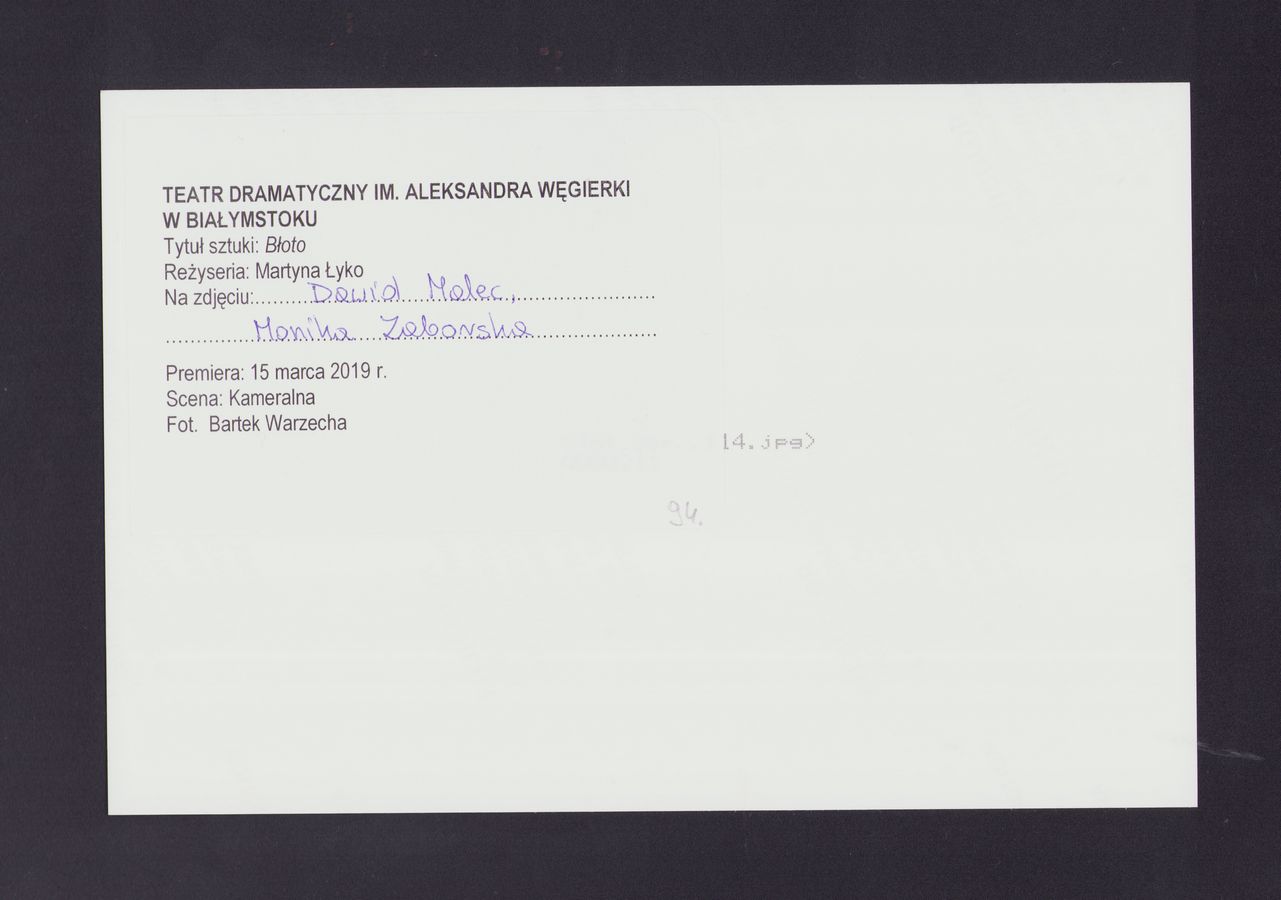 TEATR DRAMATYCZNY IM. ALEKSANDRA WĘGIERKI
W BIAŁYMSTOKU
Tytuł sztuki: Błoto
Reżyseria: Martyna Łyko
Na zdjęciu:........Dawid Malec,........................
..............Monika Zaborska........................
Premiera: 15 marca 2019 r.
Scena: Kameralna
Fot. Bartek Warzecha
14.jpg>
94.